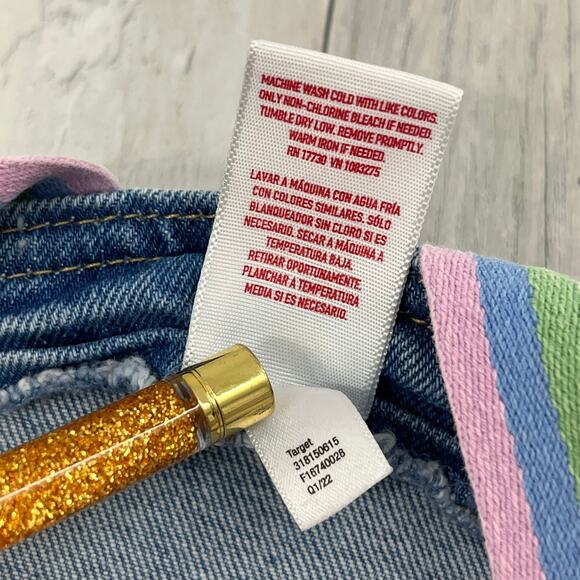 MACHINE WASH COLD WITH LIKE COLORS.
ONLY NON-CHLORINE BLEACH IF NEEDED.
TUMBLE DRY LOW. REMOVE PROMPTLY.
WARM IRON IF NEEDED.
RN 17730 VN 1083275
LAVAR A MÁQUINA CON AGUA FRÍA
CON COLORES SIMILARES. SÓLO
BLANQUEADOR SIN CLORO SI ES
NECESARIO. SECAR A MÁQUINA A
TEMPERATURA BAJA.
RETIRAR OPORTUNAMENTE.
PLANCHAR A TEMPERATURA
MEDIA SI ES NECESARIO.
Target
318150615
F18740028
Q1/22